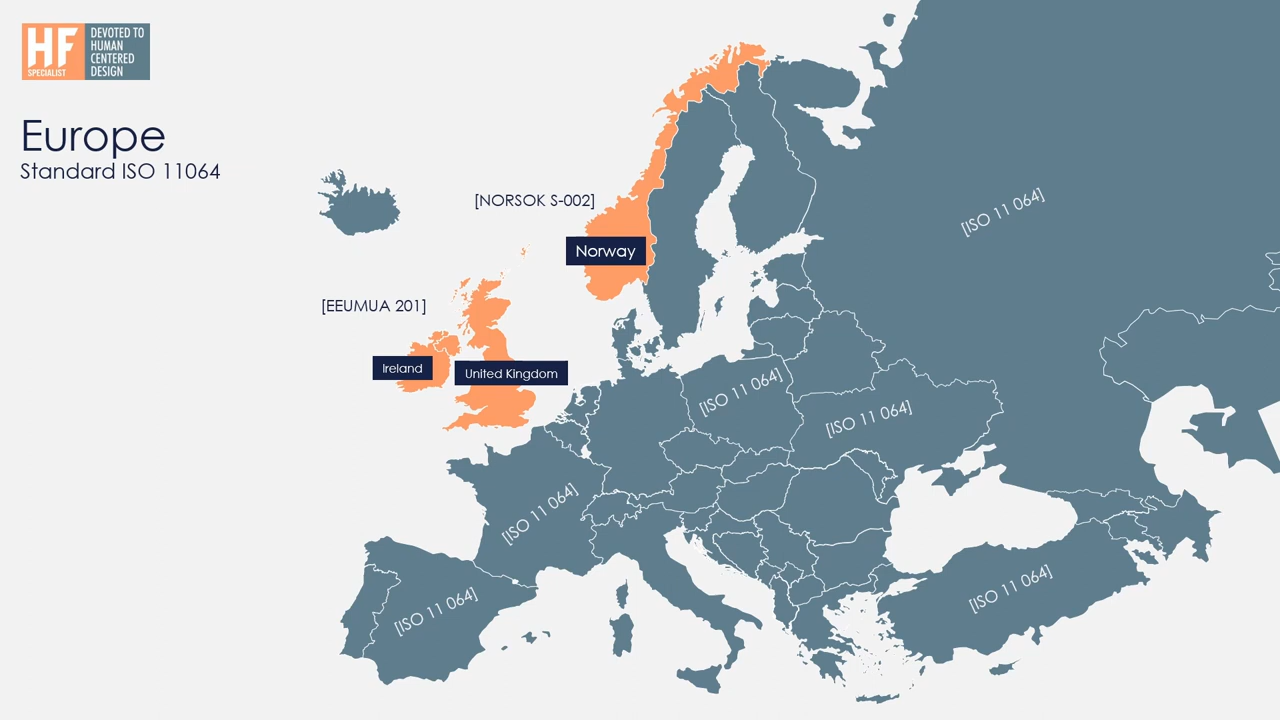 HF
SPECIALIST
DEVOTED TO
HUMAN
CENTERED
DESIGN
Europe
Standard ISO 11064
[NORSOK S-002]
[ISO 11 064]
Norway
[EEUMUA 201]
Ireland
United Kingdom
[ISO 11 064]
[ISO 11 064]
[ISO 11 064]
[ISO 11 064]
[ISO 11 064]